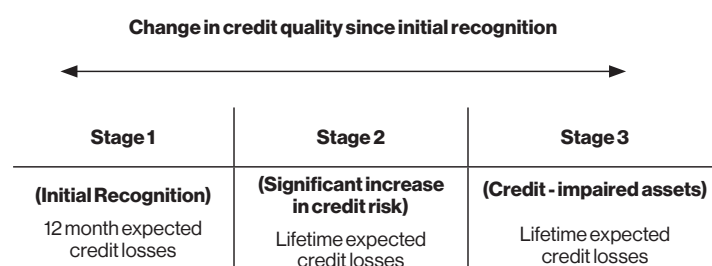 Change in credit quality since initial recognition
Stage 1
Stage 2
Stage 3
(Initial Recognition)
12 month expected
credit losses
(Significant increase
in credit risk)
Lifetime expected
credit losses
(Credit - impaired assets)
Lifetime expected
credit losses